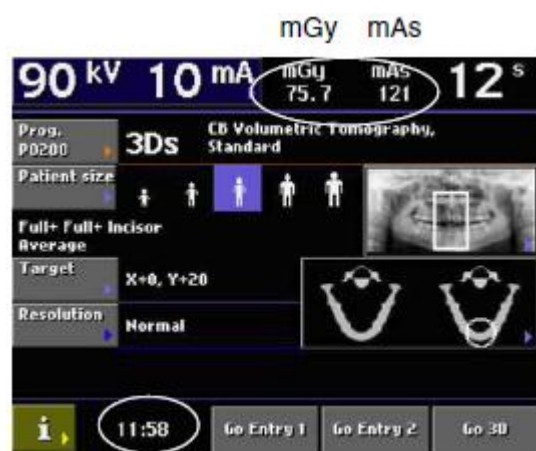 mGy mAs
90 kV 10 mA mGy 75.7 mAs 121 12 s
Prog.
P0200
3Ds
CB Volumetric Tomography,
Standard
Patient size
Full+ Full+ Incisor
Average
Target
X+0, Y+20
Resolution
Normal
i
11:58
Go Entry 1
Go Entry 2
Go 3D